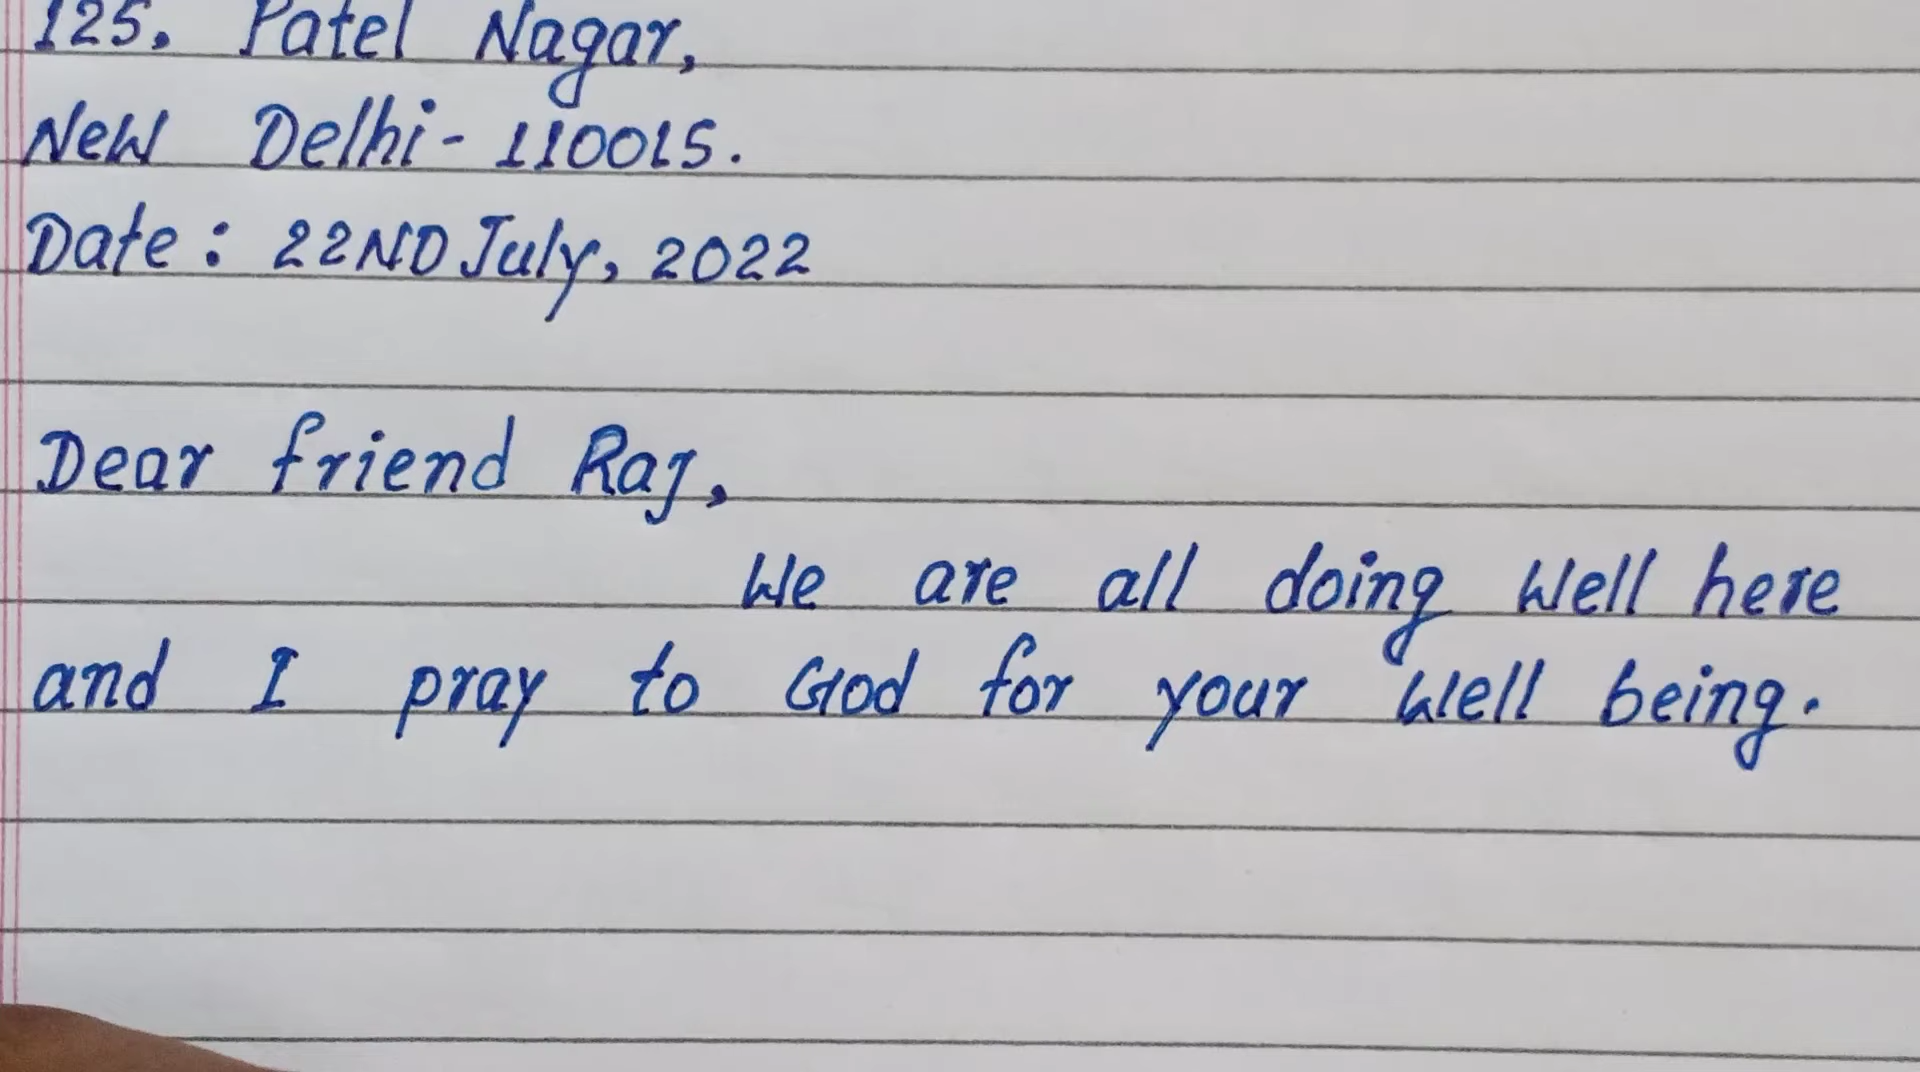 125, Patel Nagar,
New Delhi - 110015.
Date : 22ND July, 2022
Dear friend Raj,
We are all doing well here
and I pray to God for your well being.